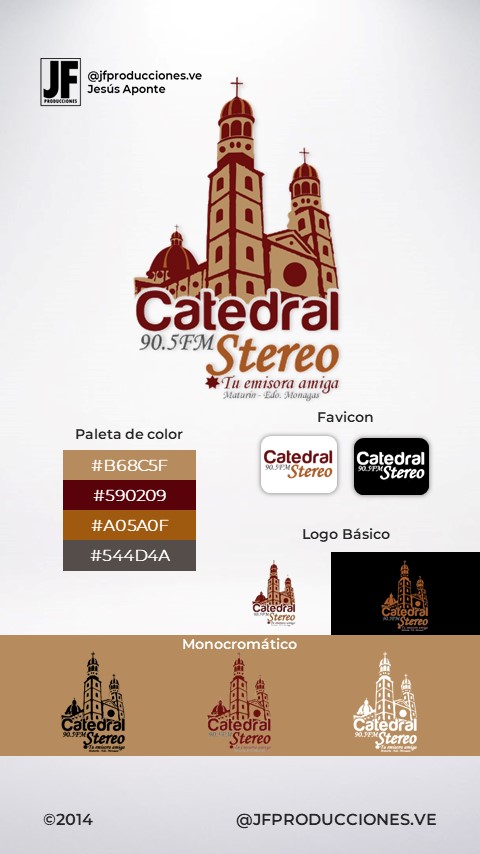 JF
PRODUCCIONES
@jfproducciones.ve
Jesús Aponte
Catedral
90.5FM Stereo
Tu emisora amiga
Maturín - Edo. Monagas
Paleta de color
#B68C5F
#590209
#A05A0F
#544D4A
Favicon
Catedral
90.5FM Stereo
Catedral
90.5FM Stereo
Logo Básico
Catedral
90.5FM Stereo
Catedral
90.5FM Stereo
Monocromático
Catedral
90.5FM Stereo
Tu emisora amiga
Catedral
90.5FM Stereo
Catedral
90.5FM Stereo
Tu emisora amiga
©2014
@JFPRODUCCIONES.VE